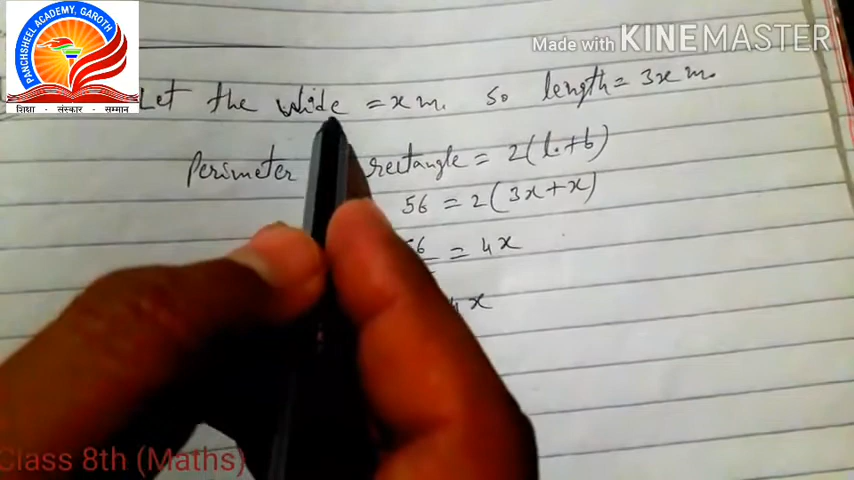 PANCHSHEEL ACADEMY, GAROTH
शिक्षा · संस्कार · सम्मान
Made with KINEMASTER
Let the whide = x m. so length = 3x m.
Perimeter rectangle = 2(l.+b)
56 = 2(3x+x)
= 4x
x
Class 8th (Maths)